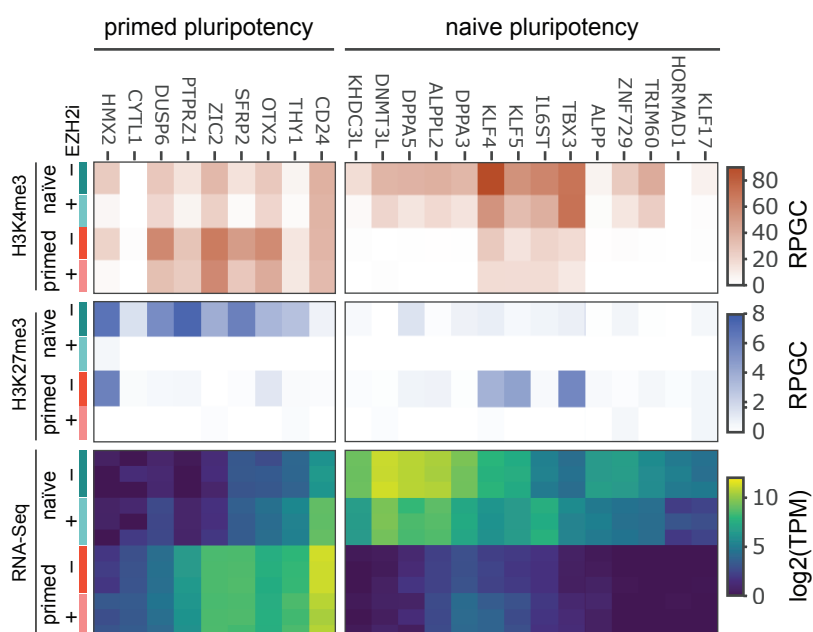 primed pluripotency
naive pluripotency
EZH2i
HMX2
CYTL1
DUSP6
PTPRZ1
ZIC2
SFRP2
OTX2
THY1
CD24
KHDC3L
DNMT3L
DPPA5
ALPPL2
DPPA3
KLF4
KLF5
IL6ST
TBX3
ALPP
ZNF729
TRIM60
HORMAD1
KLF17
H3K4me3
naïve
primed
−
+
−
+
80
60
40
20
0
RPGC
H3K27me3
naïve
primed
−
+
−
+
8
6
4
2
0
RPGC
RNA-Seq
naïve
primed
−
+
−
+
10
5
0
log2(TPM)